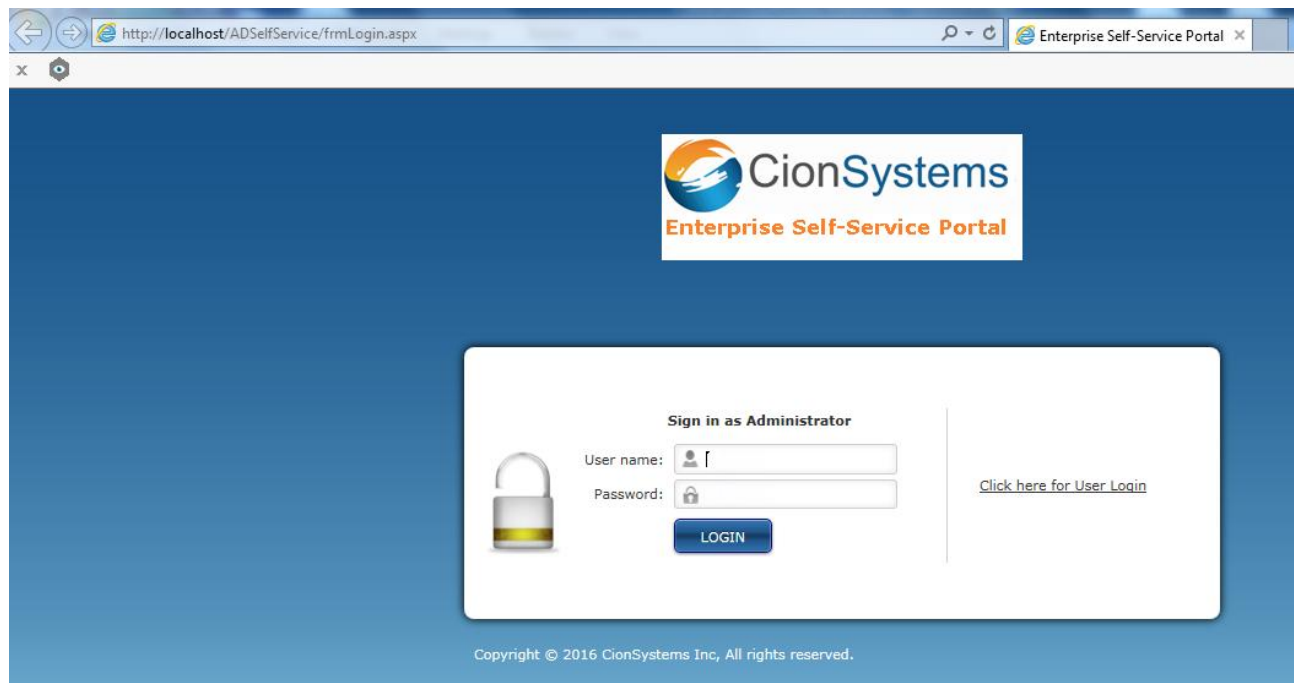 http://localhost/ADSelfService/frmLogin.aspx
Enterprise Self-Service Portal
x
CionSystems
Enterprise Self-Service Portal
Sign in as Administrator
User name:
Password:
LOGIN
Click here for User Login
Copyright © 2016 CionSystems Inc, All rights reserved.